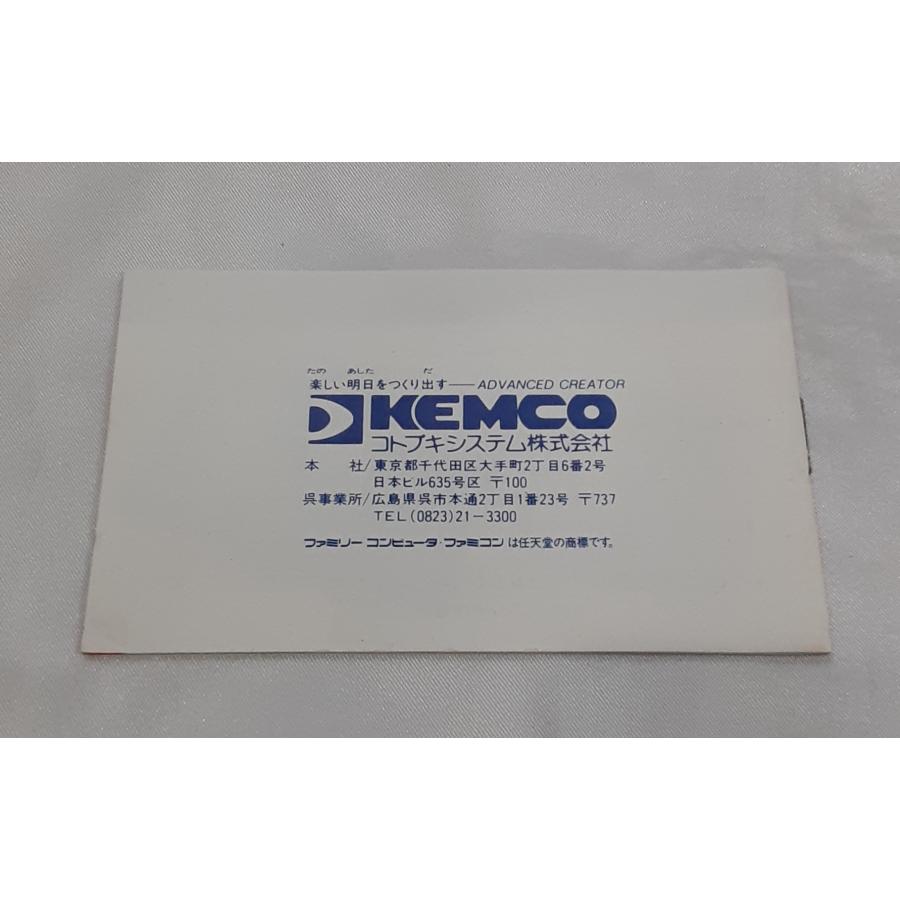 たの あした だ
楽しい明日をつくり出す——ADVANCED CREATOR
KEMCO
コトブキシステム株式会社
本 社/東京都千代田区大手町2丁目6番2号
日本ビル635号区 〒100
呉事業所/広島県呉市本通2丁目1番23号 〒737
TEL(0823)21-3300
ファミリー コンピュータ・ファミコン は任天堂の商標です。